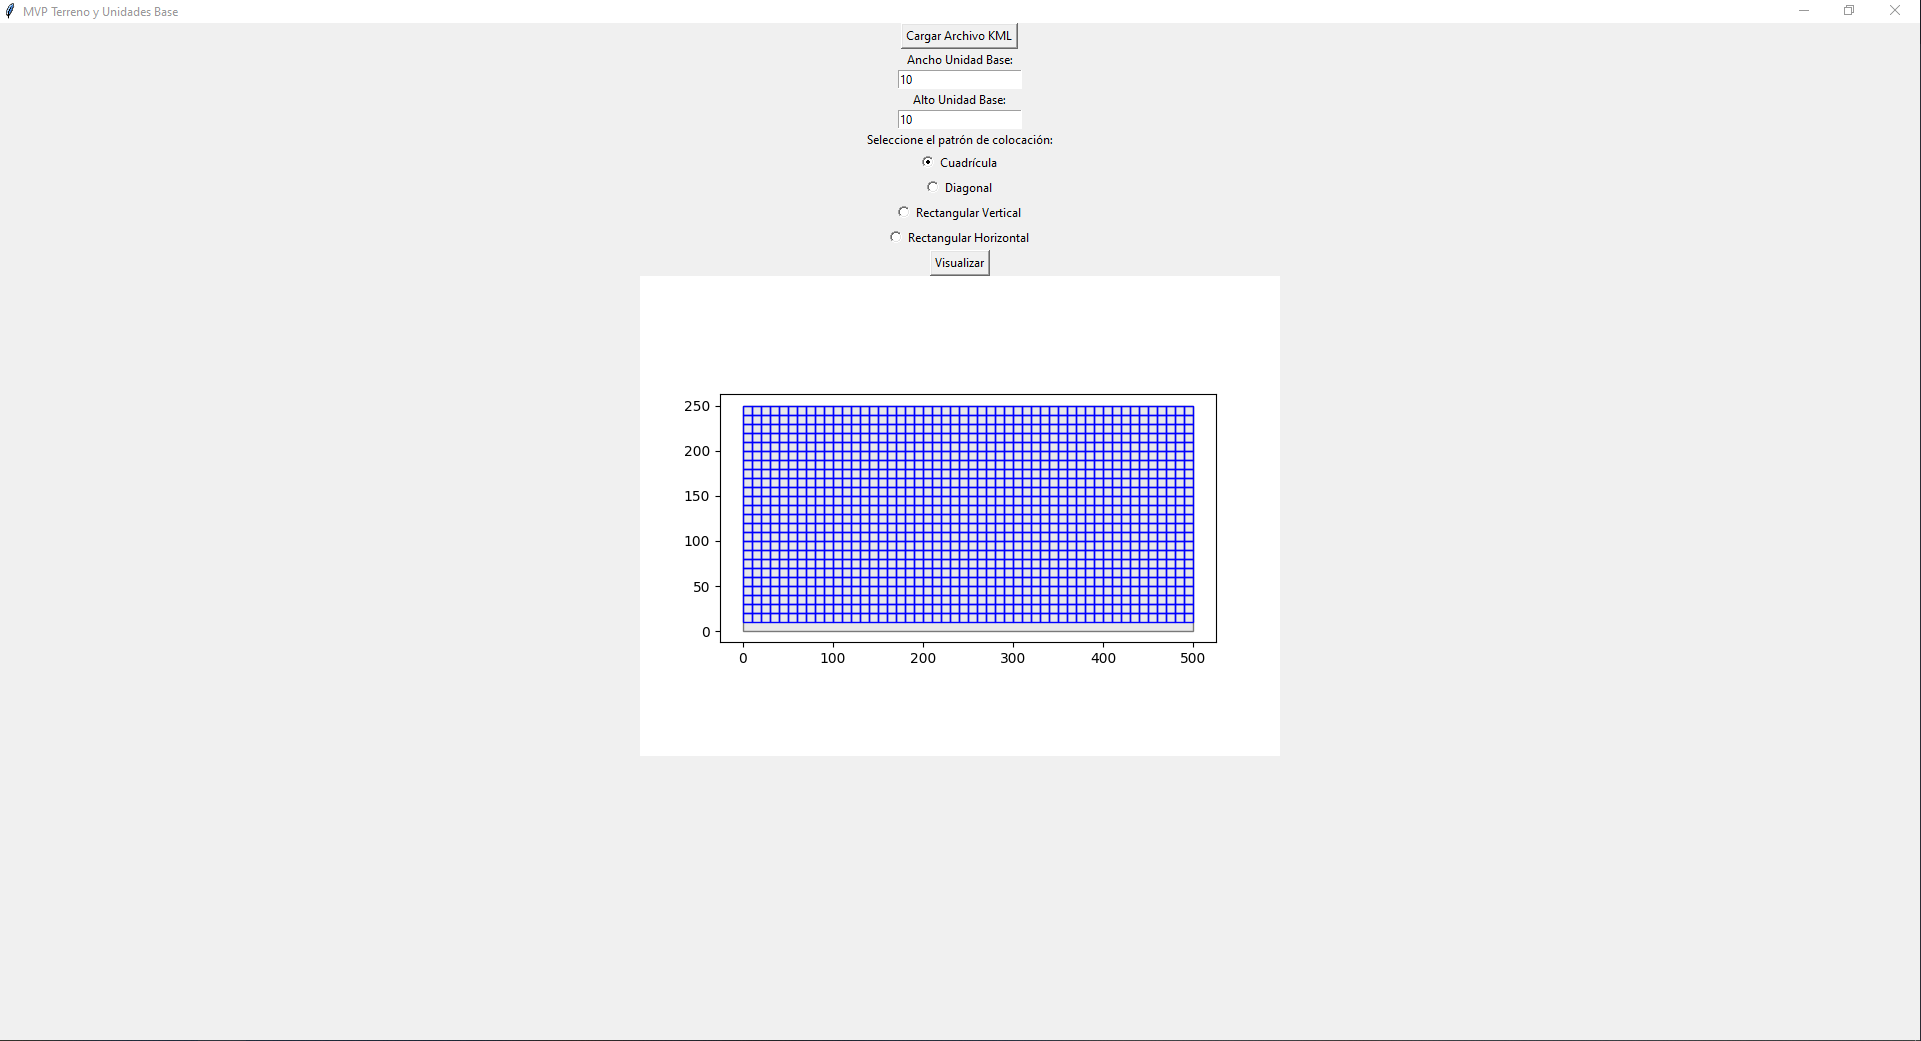 MVP Terreno y Unidades Base
Cargar Archivo KML
Ancho Unidad Base:
10
Alto Unidad Base:
10
Seleccione el patrón de colocación:
Cuadrícula
Diagonal
Rectangular Vertical
Rectangular Horizontal
Visualizar
250
200
150
100
50
0
0 100 200 300 400 500